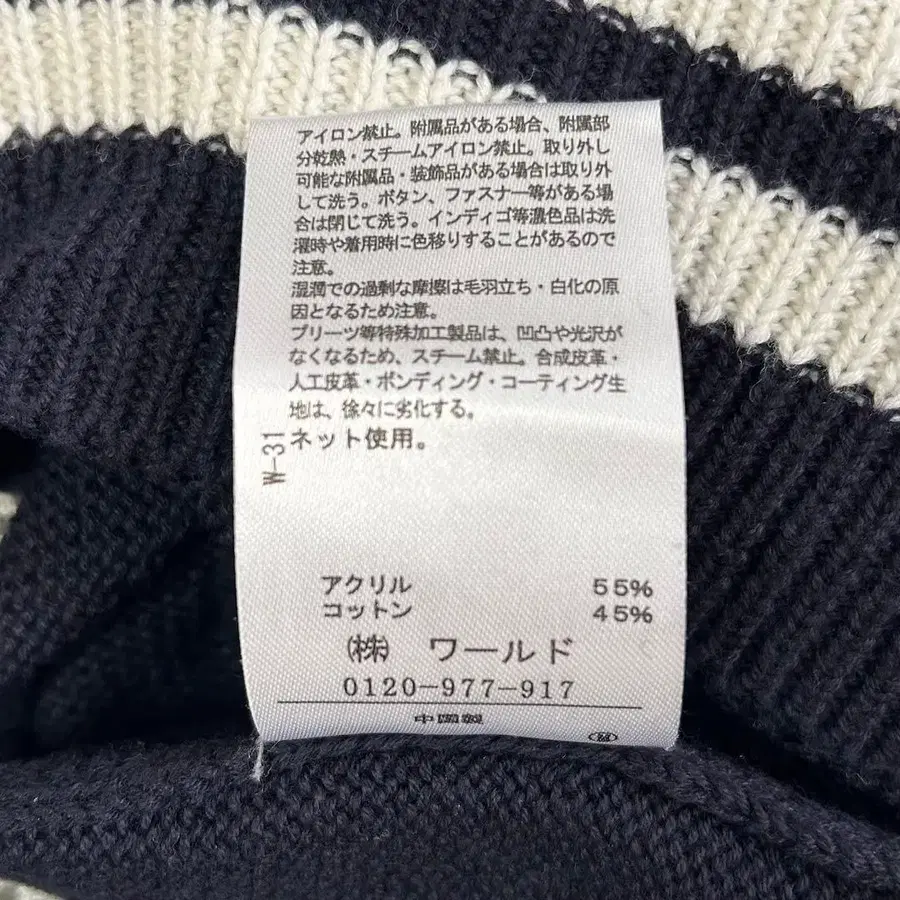 アイロン禁止。附属品がある場合、附属部
分乾熱・スチームアイロン禁止。取り外し
可能な附属品・装飾品がある場合は取り外
して洗う。ボタン、ファスナー等がある場
合は閉じて洗う。インディゴ等濃色品は洗
濯時や着用時に色移りすることがあるので
注意。
湿潤での過剰な摩擦は毛羽立ち・白化の原
因となるため注意。
プリーツ等特殊加工製品は、凹凸や光沢が
なくなるため、スチーム禁止。合成皮革・
人工皮革・ボンディング・コーティング生
地は、徐々に劣化する。
ネット使用。
W-31
アクリル 55%
コットン 45%
㈱ ワールド
0120-977-917
中国製